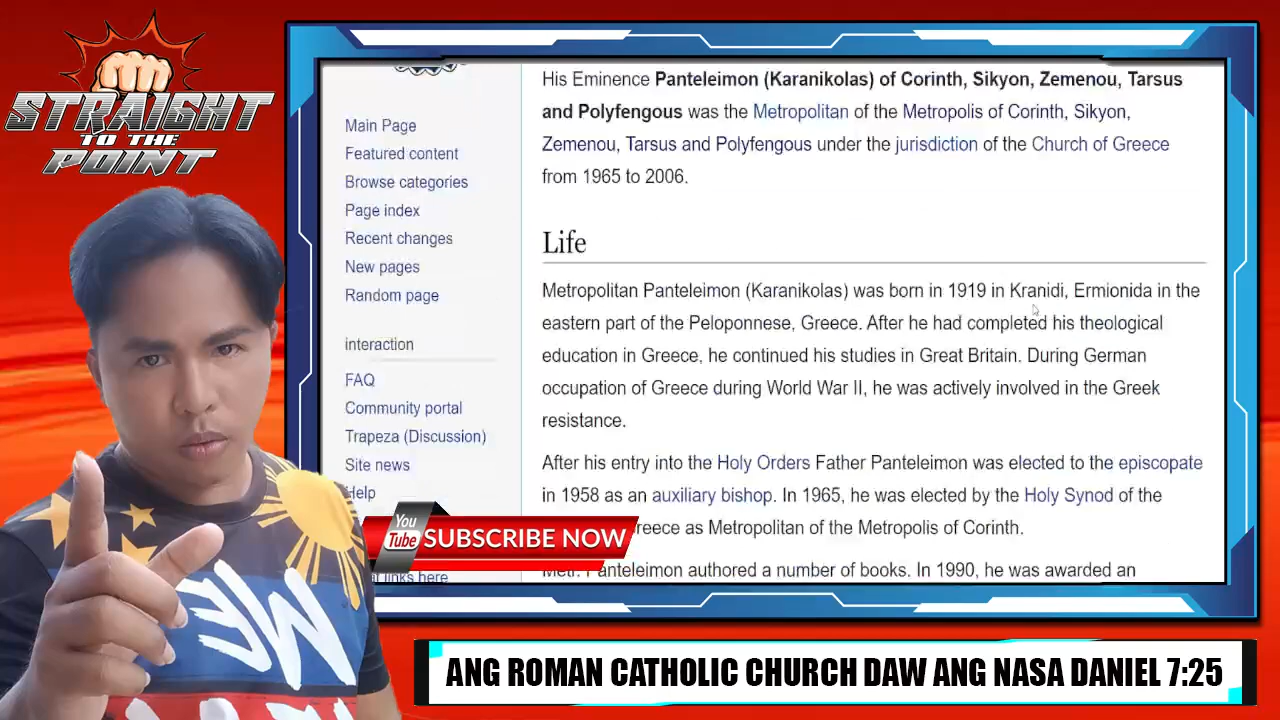 STRAIGHT
TO THE
POINT
Main Page
Featured content
Browse categories
Page index
Recent changes
New pages
Random page
interaction
FAQ
Community portal
Trapeza (Discussion)
Site news
Help
links here
His Eminence Panteleimon (Karanikolas) of Corinth, Sikyon, Zemenou, Tarsus
and Polyfengous was the Metropolitan of the Metropolis of Corinth, Sikyon,
Zemenou, Tarsus and Polyfengous under the jurisdiction of the Church of Greece
from 1965 to 2006.
Life
Metropolitan Panteleimon (Karanikolas) was born in 1919 in Kranidi, Ermionida in the
eastern part of the Peloponnese, Greece. After he had completed his theological
education in Greece, he continued his studies in Great Britain. During German
occupation of Greece during World War II, he was actively involved in the Greek
resistance.
After his entry into the Holy Orders Father Panteleimon was elected to the episcopate
in 1958 as an auxiliary bishop. In 1965, he was elected by the Holy Synod of the
reece as Metropolitan of the Metropolis of Corinth.
Metr. Panteleimon authored a number of books. In 1990, he was awarded an
You
Tube
SUBSCRIBE NOW
ANG ROMAN CATHOLIC CHURCH DAW ANG NASA DANIEL 7:25